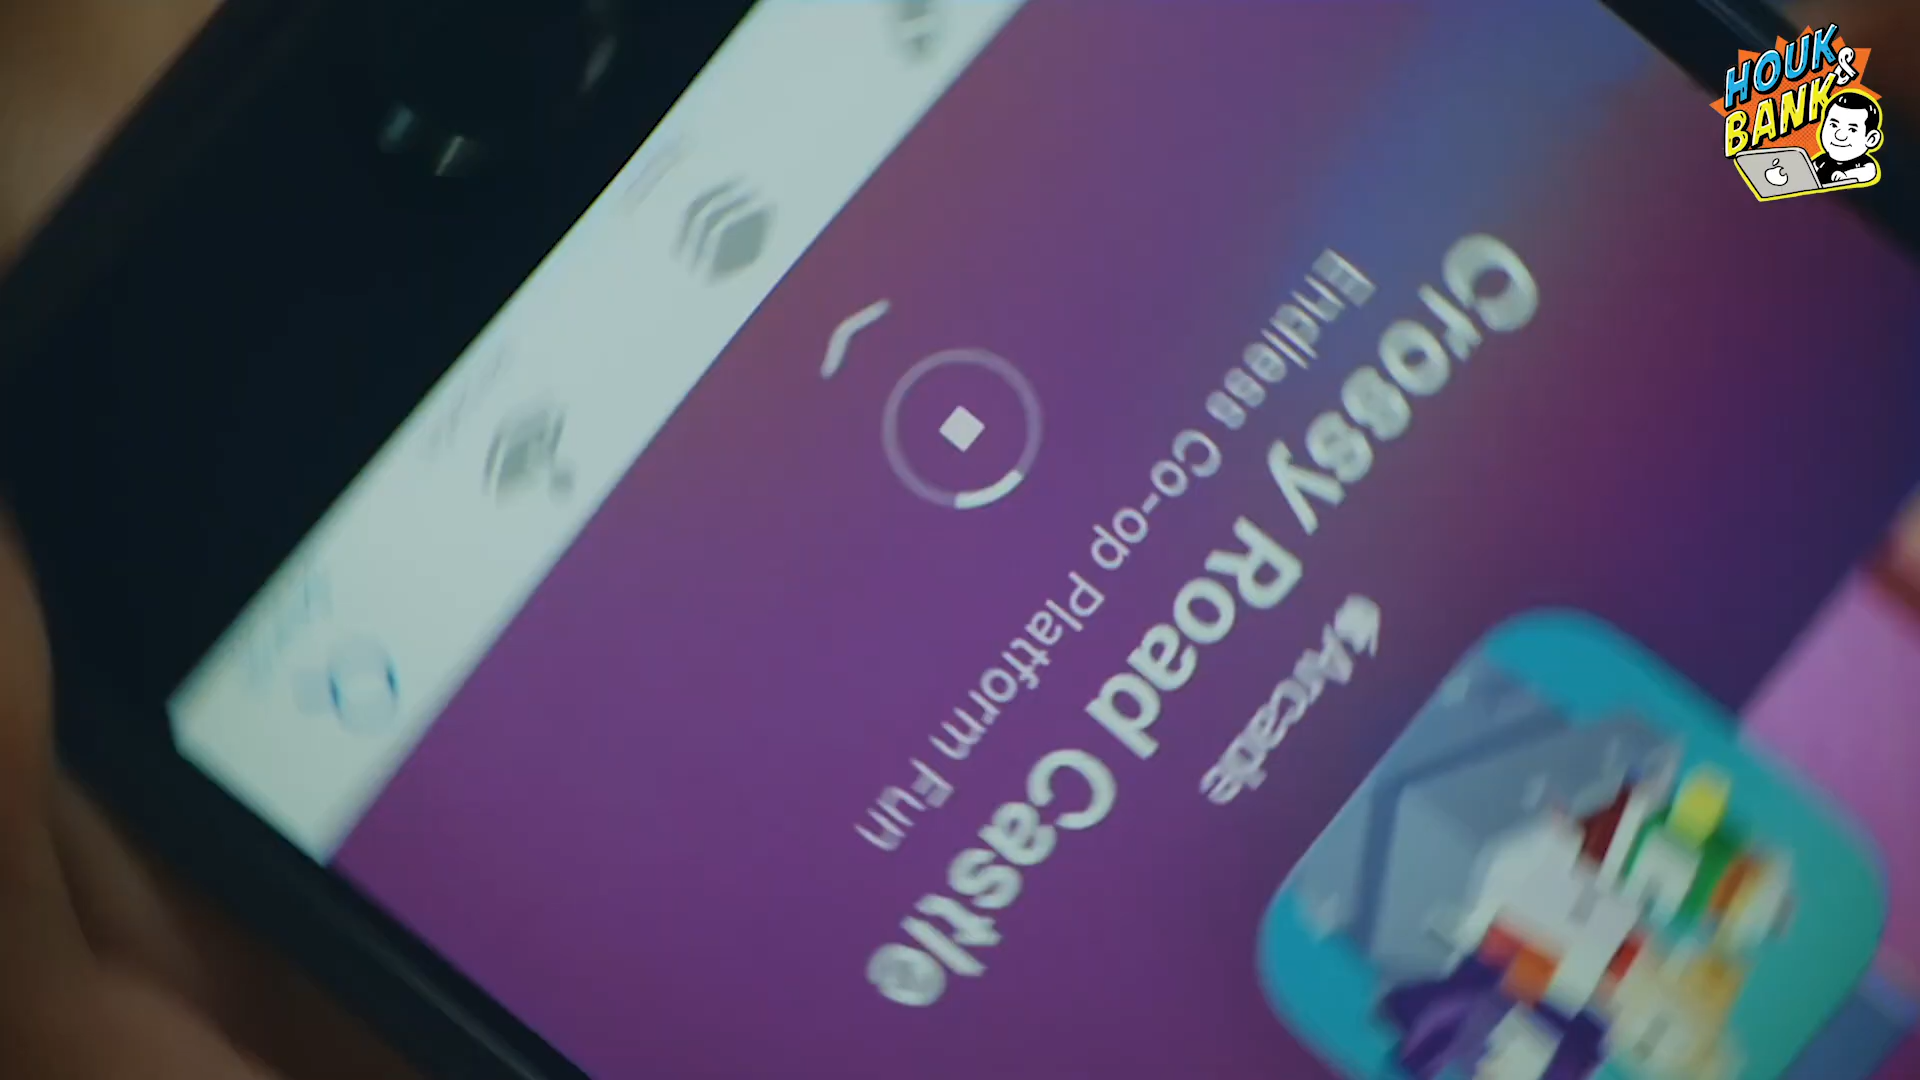 HOUK &
BANK
Arcade
Crossy Road Castle
Endless Co-op Platform Fun